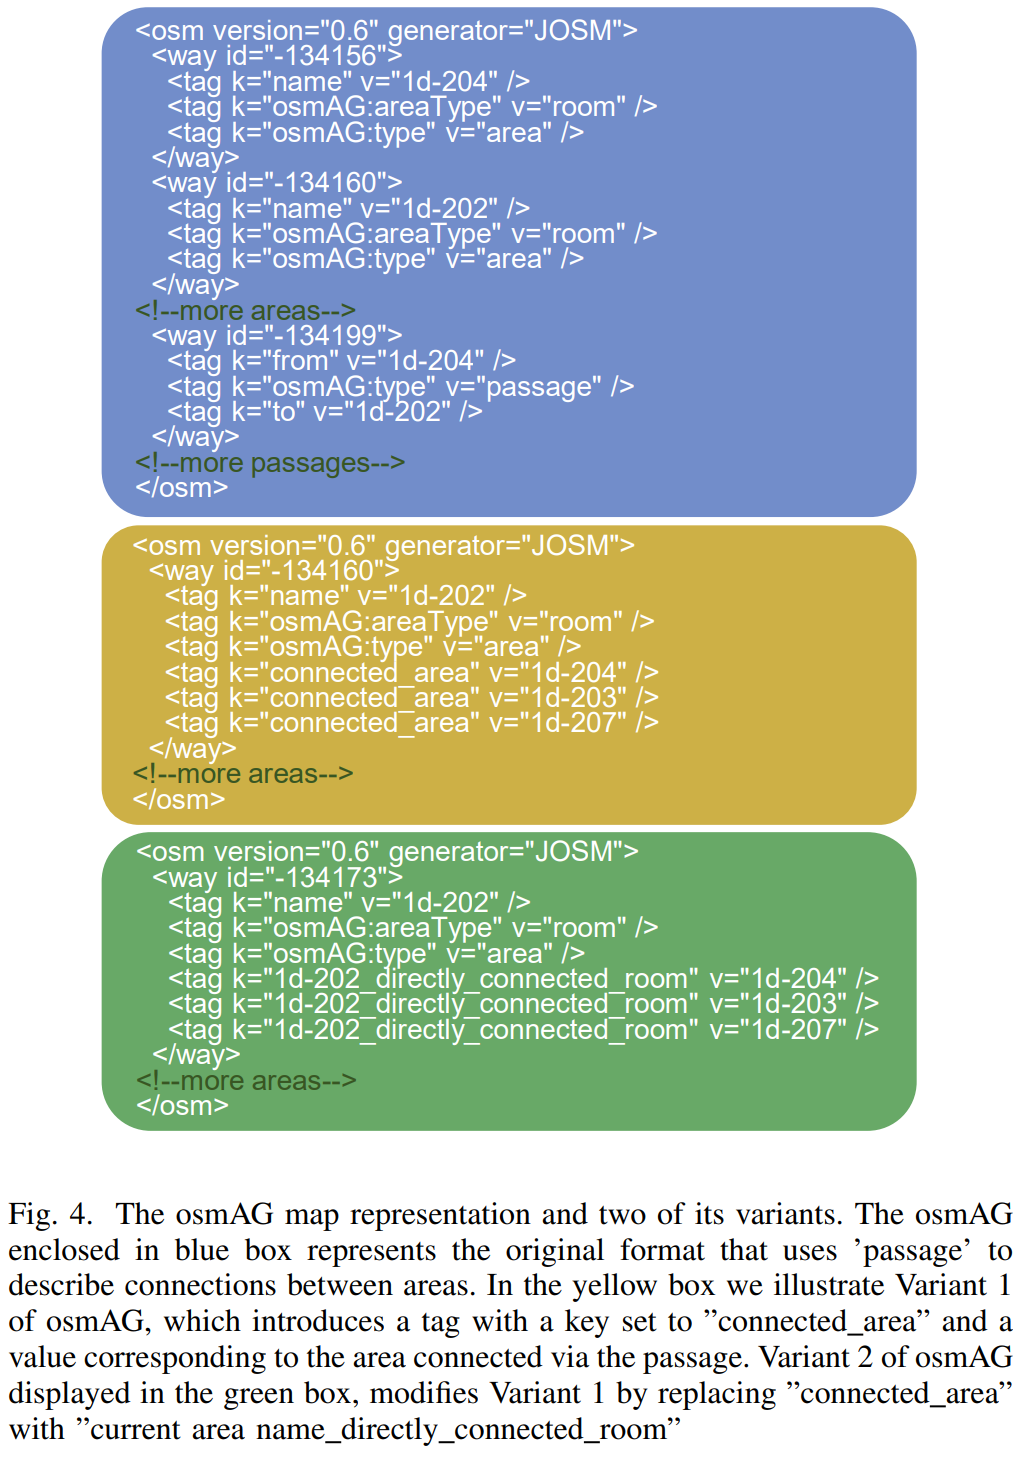 <osm version="0.6" generator="JOSM">
<way id="-134156">
<tag k="name" v="1d-204" />
<tag k="osmAG:areaType" v="room" />
<tag k="osmAG:type" v="area" />
</way>
<way id="-134160">
<tag k="name" v="1d-202" />
<tag k="osmAG:areaType" v="room" />
<tag k="osmAG:type" v="area" />
</way>
<!--more areas-->
<way id="-134199">
<tag k="from" v="1d-204" />
<tag k="osmAG:type" v="passage" />
<tag k="to" v="1d-202" />
</way>
<!--more passages-->
</osm>
<osm version="0.6" generator="JOSM">
<way id="-134160">
<tag k="name" v="1d-202" />
<tag k="osmAG:areaType" v="room" />
<tag k="osmAG:type" v="area" />
<tag k="connected_area" v="1d-204" />
<tag k="connected_area" v="1d-203" />
<tag k="connected_area" v="1d-207" />
</way>
<!--more areas-->
</osm>
<osm version="0.6" generator="JOSM">
<way id="-134173">
<tag k="name" v="1d-202" />
<tag k="osmAG:areaType" v="room" />
<tag k="osmAG:type" v="area" />
<tag k="1d-202_directly_connected_room" v="1d-204" />
<tag k="1d-202_directly_connected_room" v="1d-203" />
<tag k="1d-202_directly_connected_room" v="1d-207" />
</way>
<!--more areas-->
</osm>
Fig. 4. The osmAG map representation and two of its variants. The osmAG
enclosed in blue box represents the original format that uses ’passage’ to
describe connections between areas. In the yellow box we illustrate Variant 1
of osmAG, which introduces a tag with a key set to ”connected_area” and a
value corresponding to the area connected via the passage. Variant 2 of osmAG
displayed in the green box, modifies Variant 1 by replacing ”connected_area”
with ”current area name_directly_connected_room”